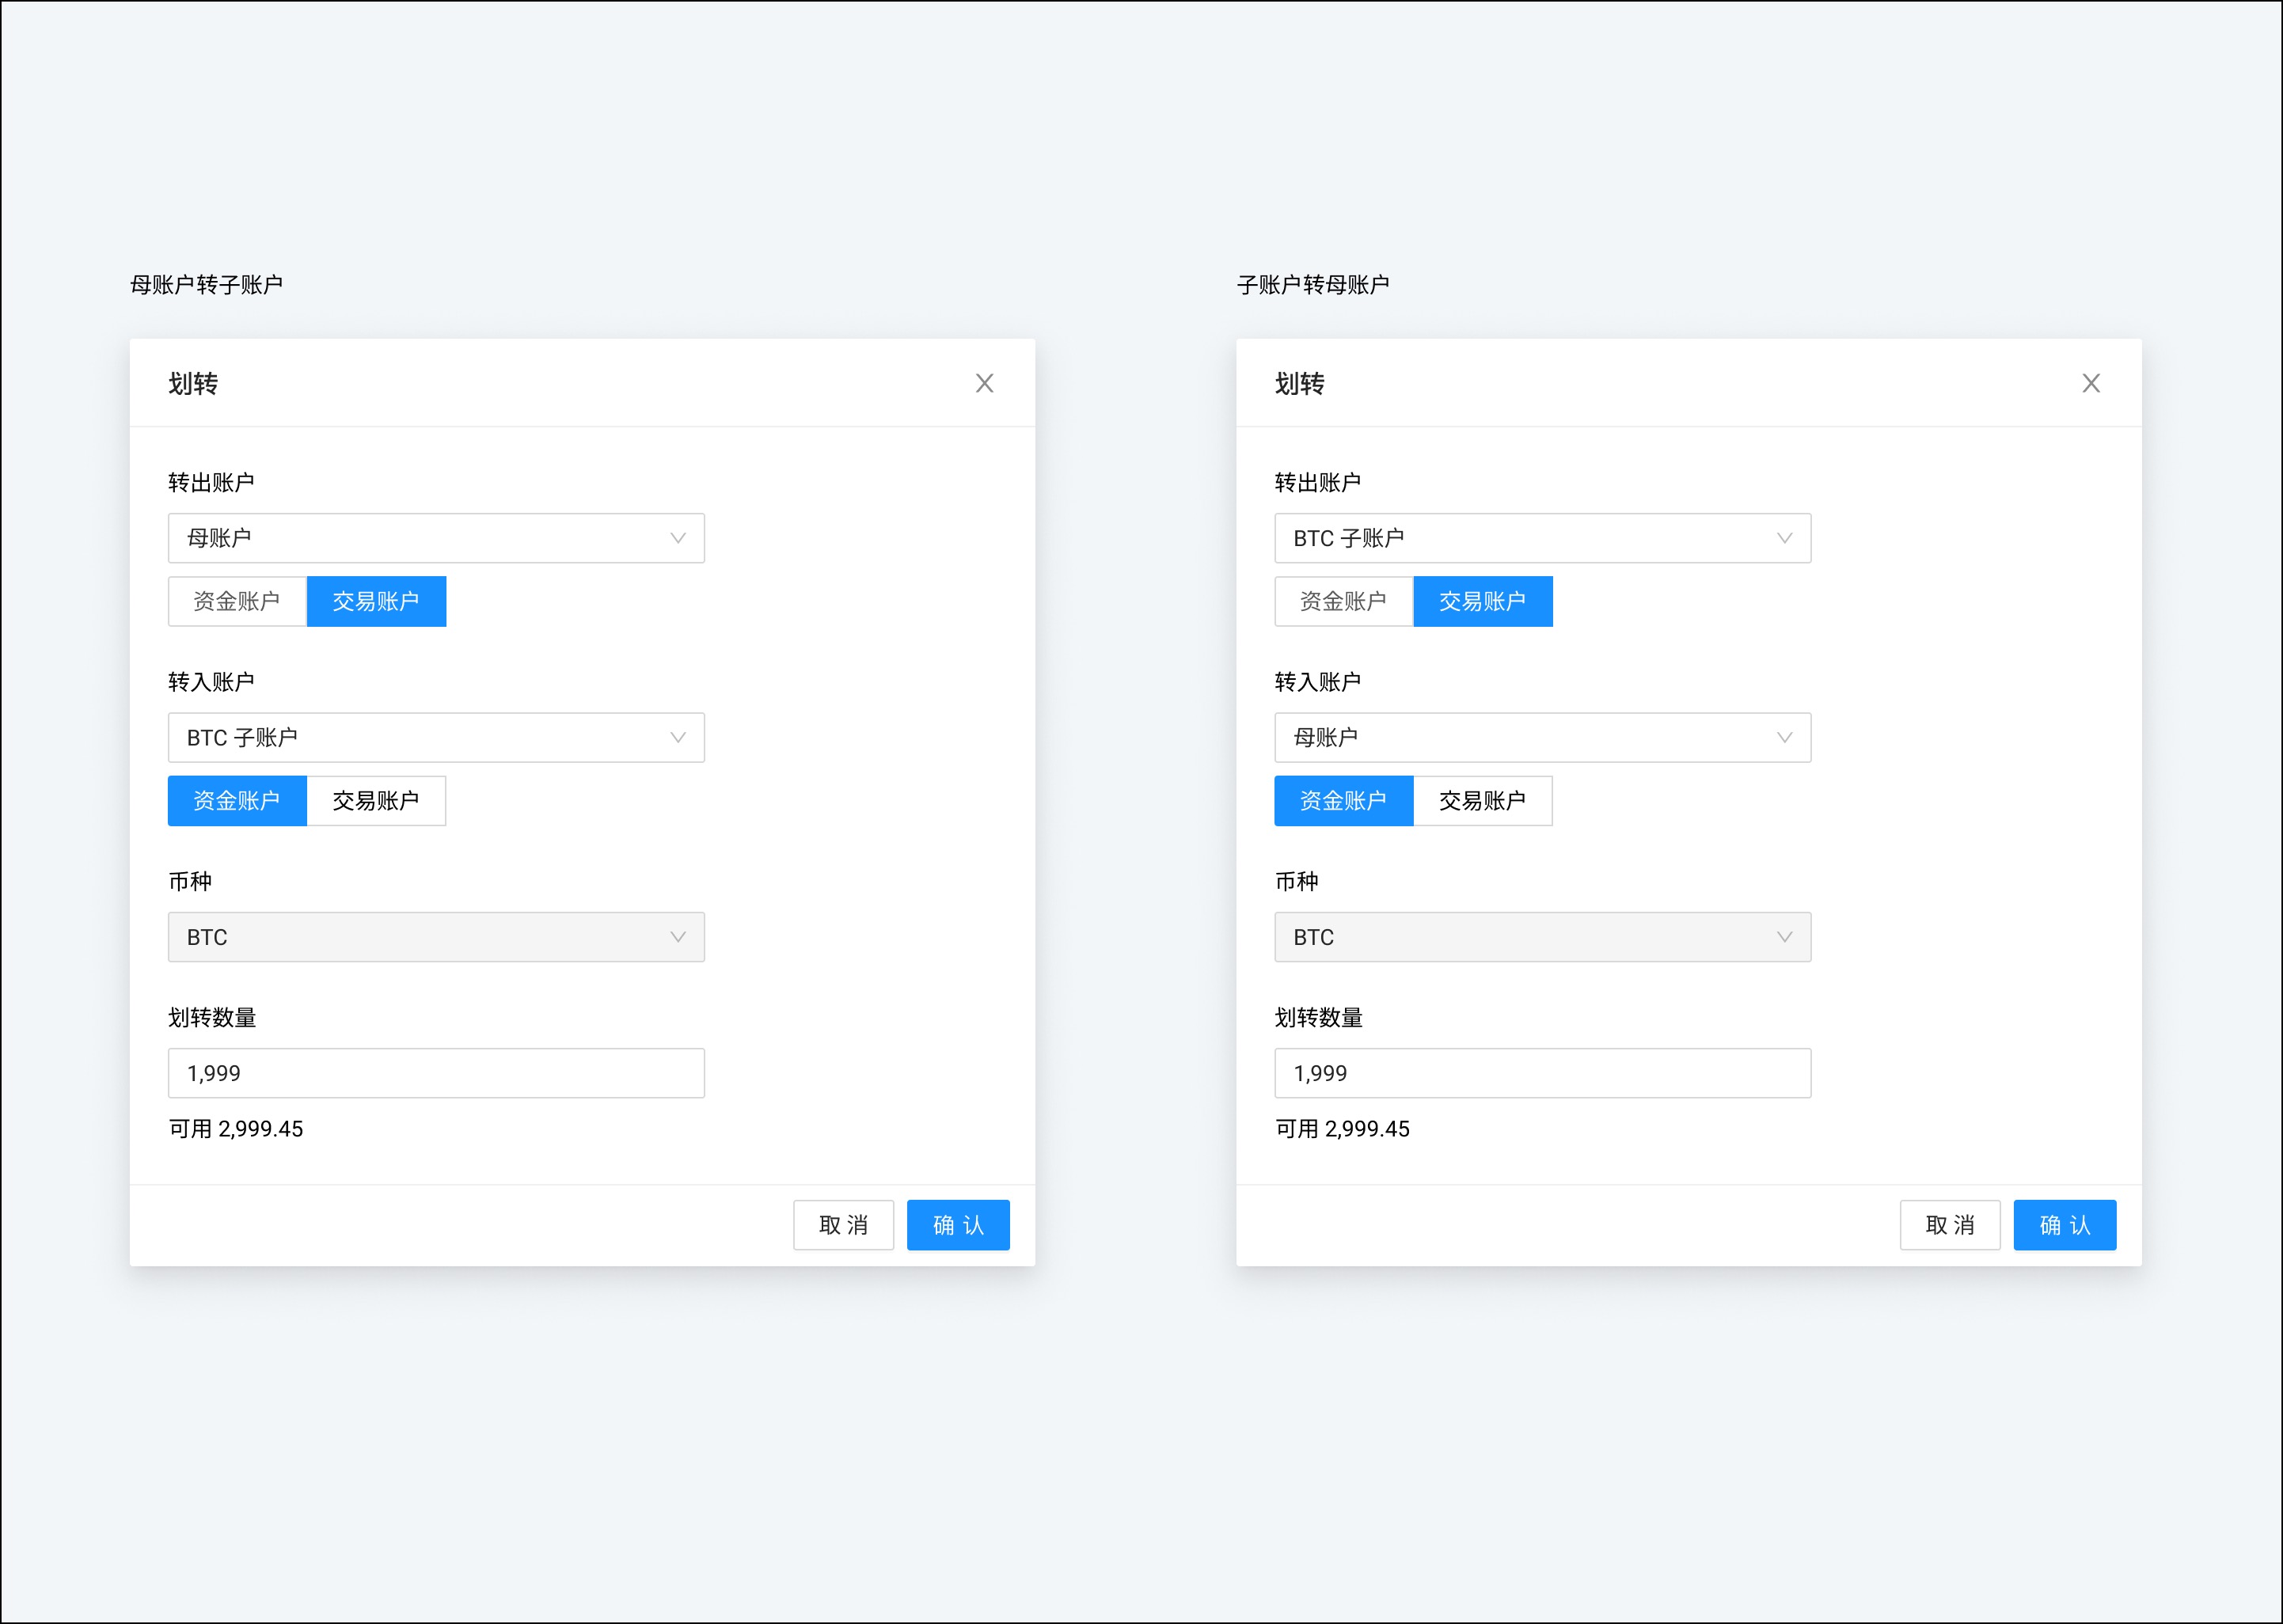 母账户转子账户
划转
转出账户
母账户
资金账户 交易账户
转入账户
BTC 子账户
资金账户 交易账户
币种
BTC
划转数量
1,999
可用 2,999.45
取 消 确 认
子账户转母账户
划转
转出账户
BTC 子账户
资金账户 交易账户
转入账户
母账户
资金账户 交易账户
币种
BTC
划转数量
1,999
可用 2,999.45
取 消 确 认